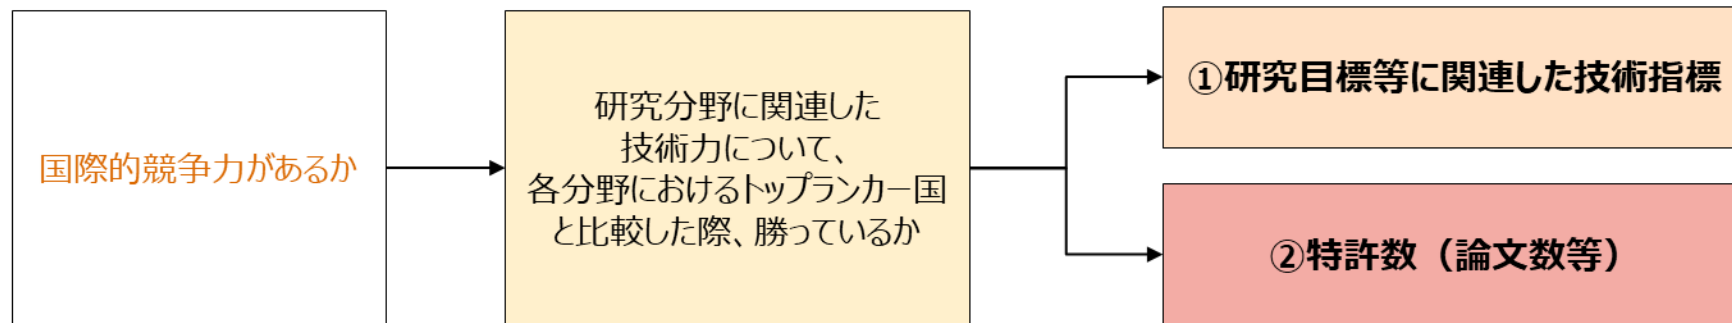 国際的競争力があるか
研究分野に関連した
技術力について、
各分野におけるトップランカー国
と比較した際、勝っているか
①研究目標等に関連した技術指標
②特許数（論文数等）